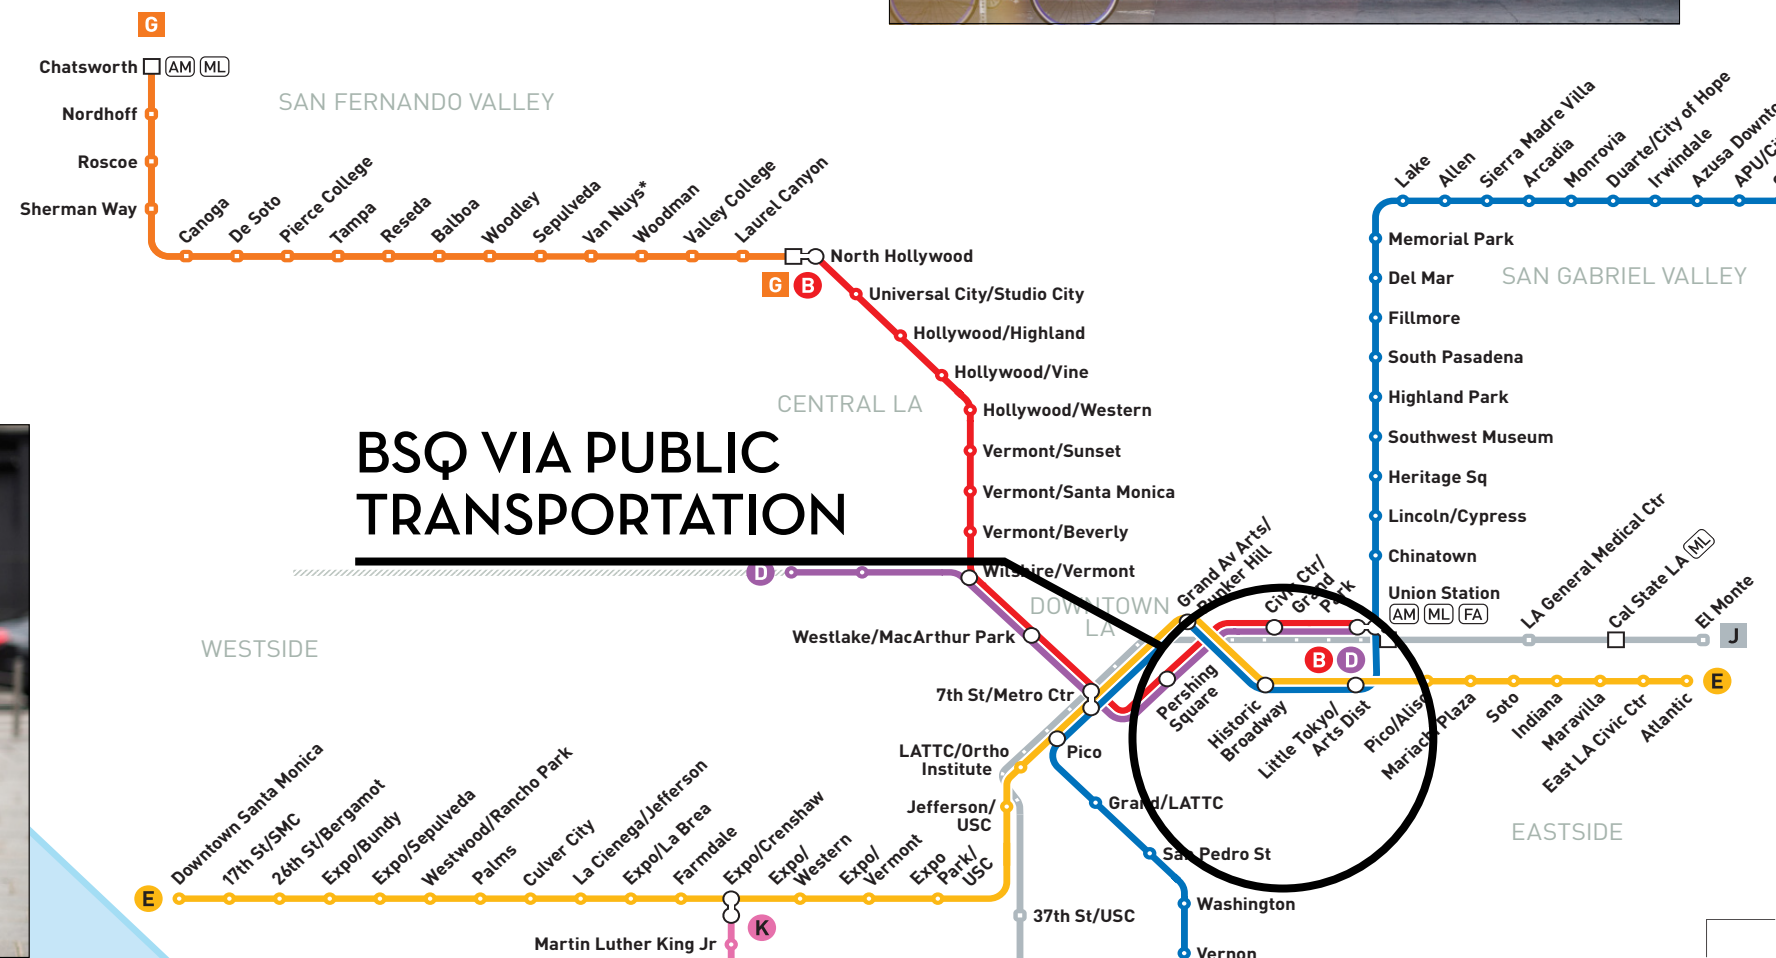 G
Chatsworth
AM ML
Nordhoff
Roscoe
Sherman Way
SAN FERNANDO VALLEY
Canoga
De Soto
Pierce College
Tampa
Reseda
Balboa
Woodley
Sepulveda
Van Nuys*
Woodman
Valley College
Laurel Canyon
North Hollywood
G B
Universal City/Studio City
Hollywood/Highland
Hollywood/Vine
Hollywood/Western
Vermont/Sunset
Vermont/Santa Monica
Vermont/Beverly
Wilshire/Vermont
CENTRAL LA
BSQ VIA PUBLIC
TRANSPORTATION
D
WESTSIDE
DOWNTOWN
LA
Westlake/MacArthur Park
7th St/Metro Ctr
Pershing
Square
Grand Av Arts/
Bunker Hill
Civic Ctr/
Grand
Park
B D
Historic
Broadway
Little Tokyo/
Arts Dist
Pico/Aliso
Mariachi Plaza
Soto
Indiana
Maravilla
East LA Civic Ctr
Atlantic
E
Lake
Allen
Sierra Madre Villa
Arcadia
Monrovia
Duarte/City of Hope
Irwindale
Azusa Downto
APU/Ci
Memorial Park
Del Mar
Fillmore
South Pasadena
Highland Park
Southwest Museum
Heritage Sq
Lincoln/Cypress
Chinatown
Union Station
AM ML FA
SAN GABRIEL VALLEY
LA General Medical Ctr
Cal State LA ML
El Monte
J
EASTSIDE
Pico
LATTC/Ortho
Institute
Jefferson/
USC
Grand/LATTC
San Pedro St
Washington
Vernon
37th St/USC
E
Downtown Santa Monica
17th St/SMC
26th St/Bergamot
Expo/Bundy
Expo/Sepulveda
Westwood/Rancho Park
Palms
Culver City
La Cienega/Jefferson
Expo/La Brea
Farmdale
Expo/Crenshaw
Expo/
Western
Expo/
Vermont
Expo
Park/
USC
K
Martin Luther King Jr